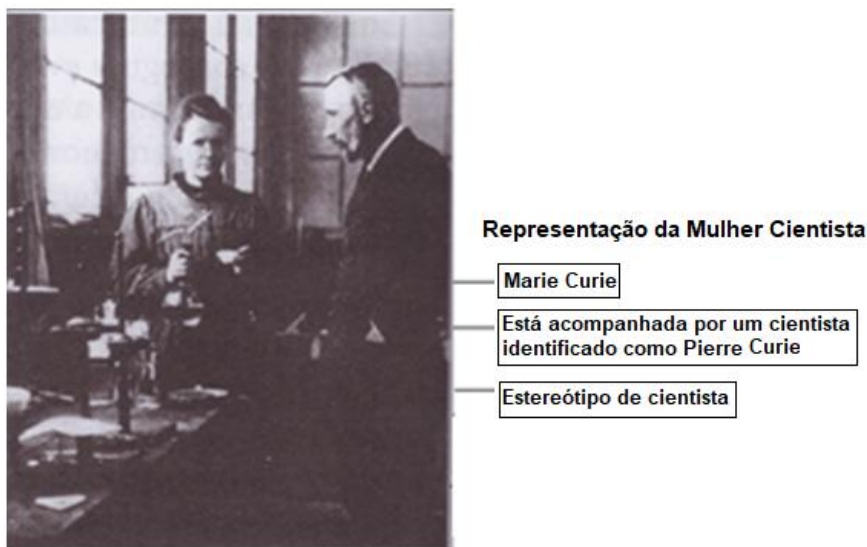 Representação da Mulher Cientista
Marie Curie
Está acompanhada por um cientista
identificado como Pierre Curie
Estereótipo de cientista